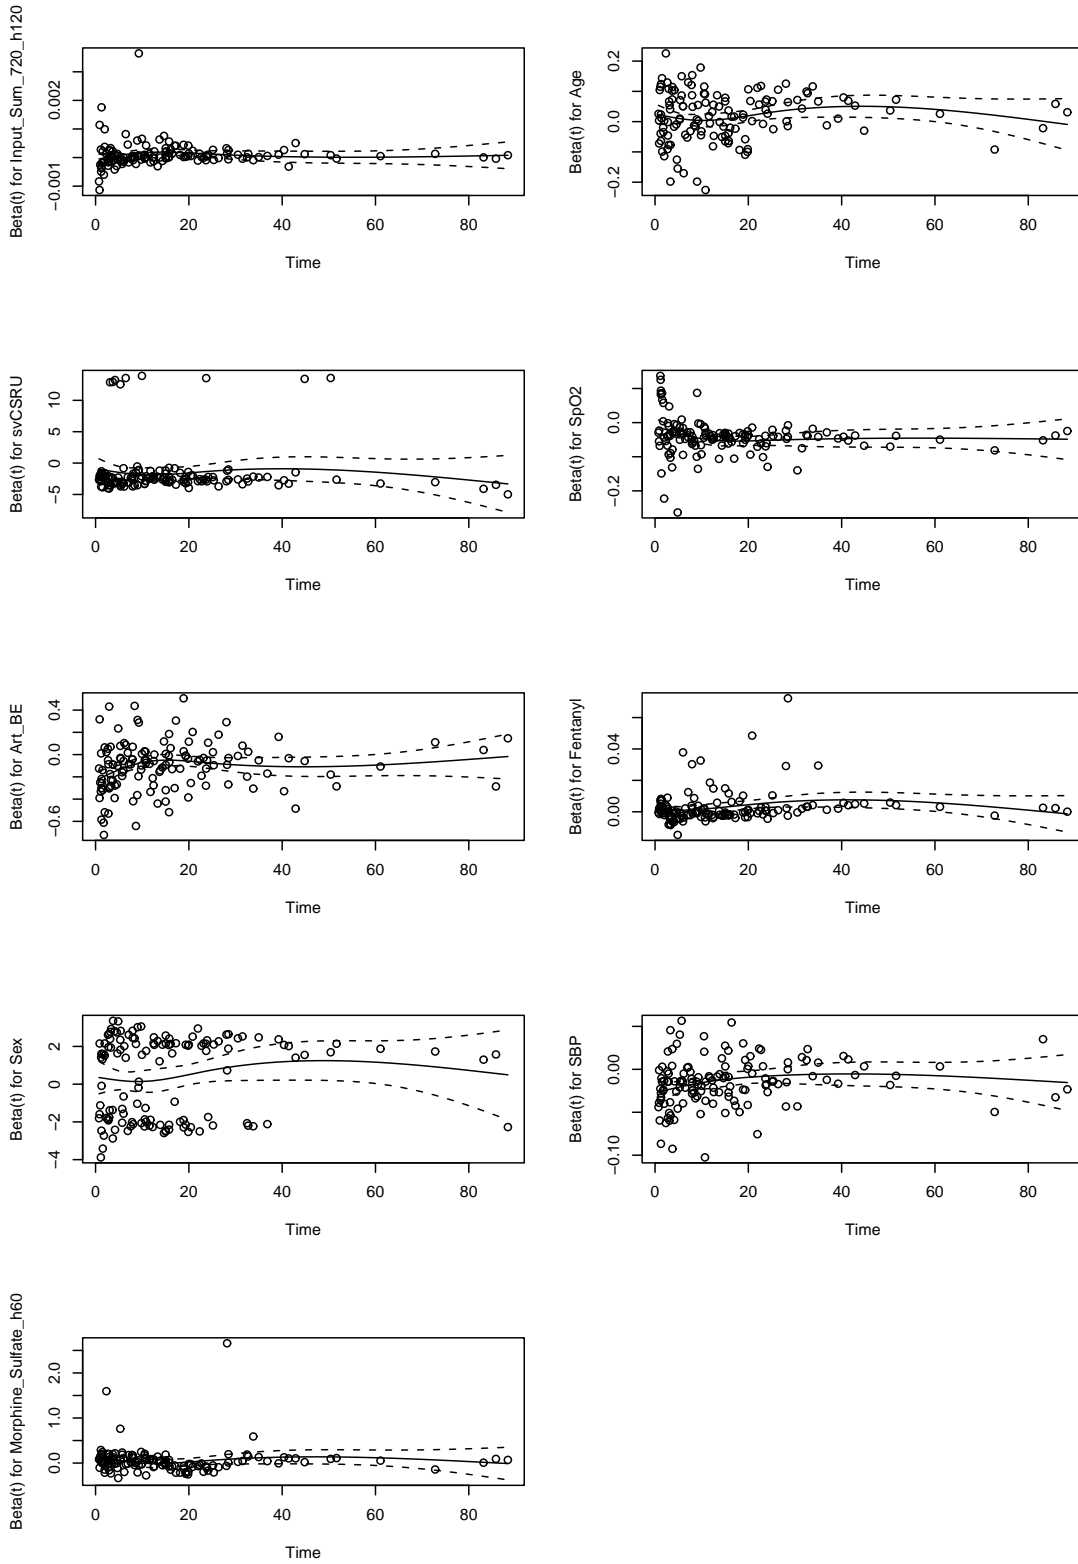 Beta(t) for Input_Sum_720_h120
−0.001 0.002
0 20 40 60 80
Time
Beta(t) for Age
−0.2 0.0 0.2
0 20 40 60 80
Time
Beta(t) for svCSRU
−5 0 5 10
0 20 40 60 80
Time
Beta(t) for SpO2
−0.2 0.0
0 20 40 60 80
Time
Beta(t) for Art_BE
−0.6 0.0 0.4
0 20 40 60 80
Time
Beta(t) for Fentanyl
0.00 0.04
0 20 40 60 80
Time
Beta(t) for Sex
−4 −2 0 2
0 20 40 60 80
Time
Beta(t) for SBP
−0.10 0.00
0 20 40 60 80
Time
Beta(t) for Morphine_Sulfate_h60
0.0 1.0 2.0
0 20 40 60 80
Time